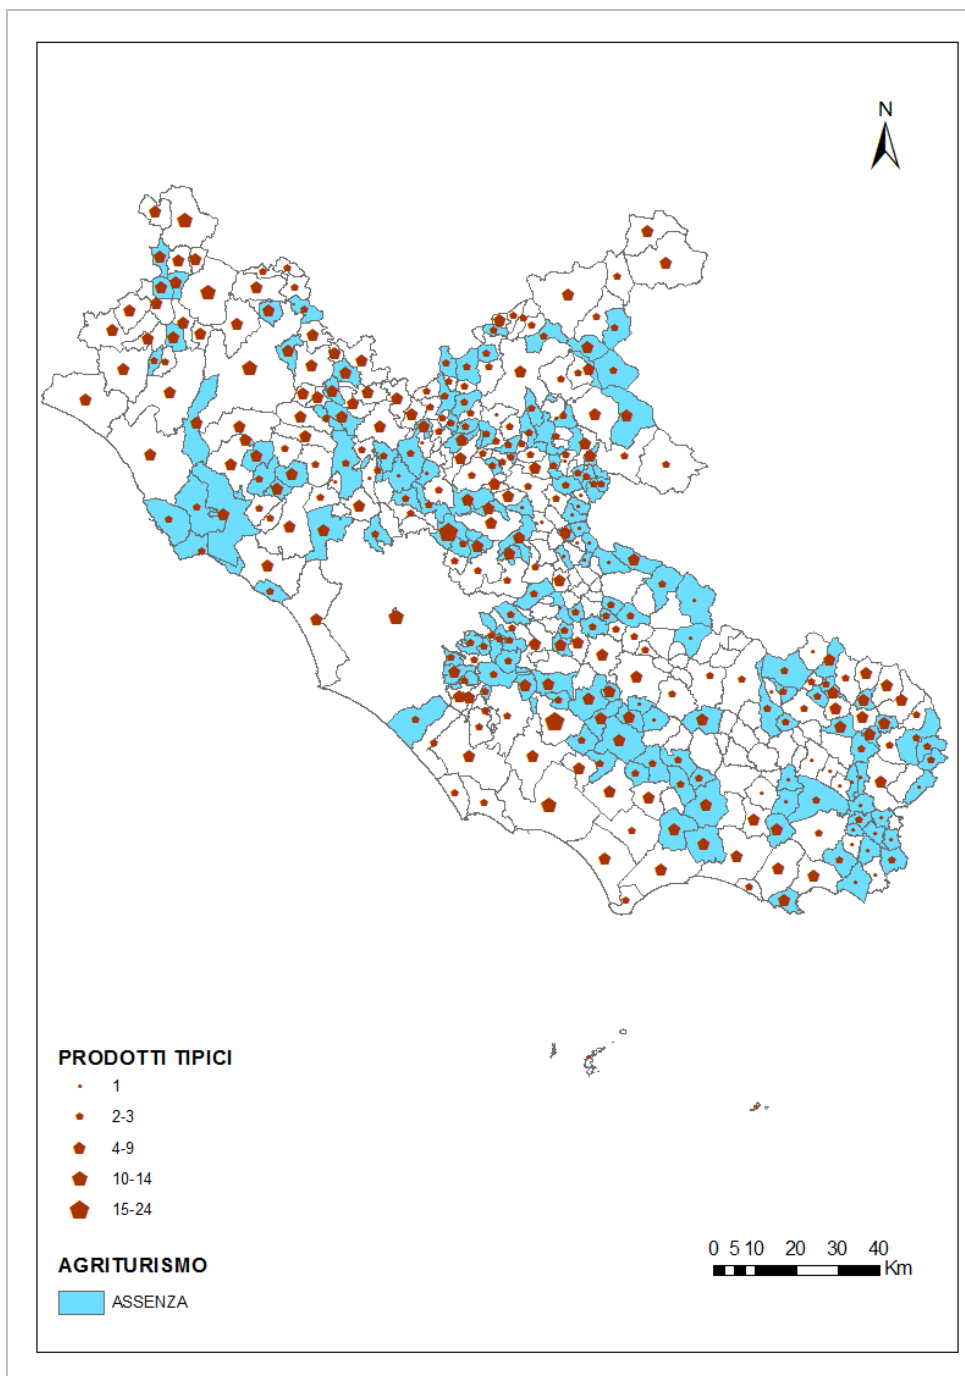 N
PRODOTTI TIPICI
1
2-3
4-9
10-14
15-24
AGRITURISMO
ASSENZA
0 5 10 20 30 40
Km